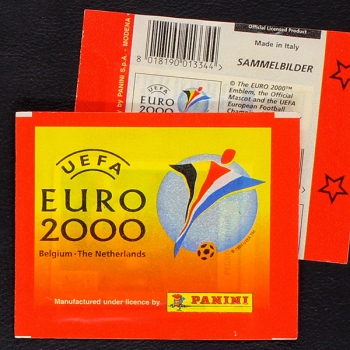 Official Licensed Product
Made in Italy
SAMMELBILDER
8 018190 013344
by PANINI S.p.A. - MODENA
© The EURO 2000™
Emblem, the Official
Mascot and the UEFA
European Football
EURO
2000
UEFA
EURO
2000
Belgium - The Netherlands
Manufactured under licence by
PANINI